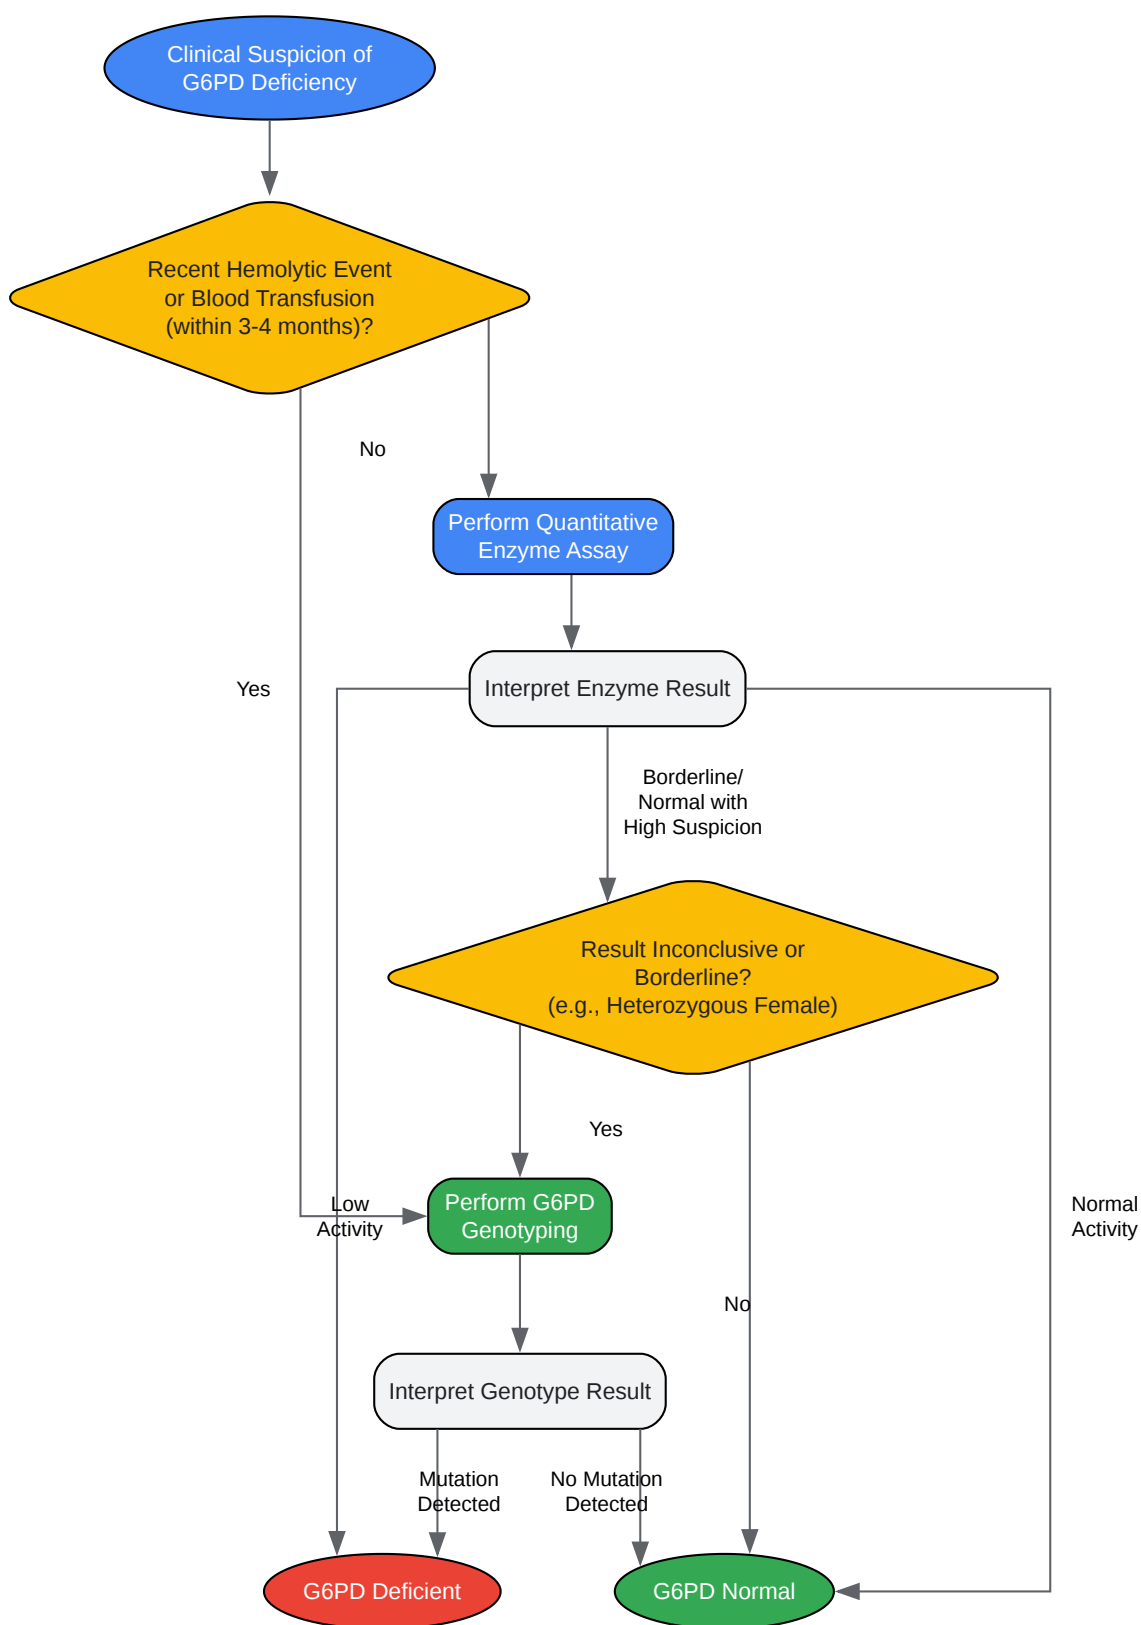 Clinical Suspicion of
G6PD Deficiency
Recent Hemolytic Event
or Blood Transfusion
(within 3-4 months)?
No
Perform Quantitative
Enzyme Assay
Yes
Interpret Enzyme Result
Borderline/
Normal with
High Suspicion
Result Inconclusive or
Borderline?
(e.g., Heterozygous Female)
Yes
Low
Activity
Perform G6PD
Genotyping
Normal
Activity
No
Interpret Genotype Result
Mutation
Detected
No Mutation
Detected
G6PD Deficient
G6PD Normal